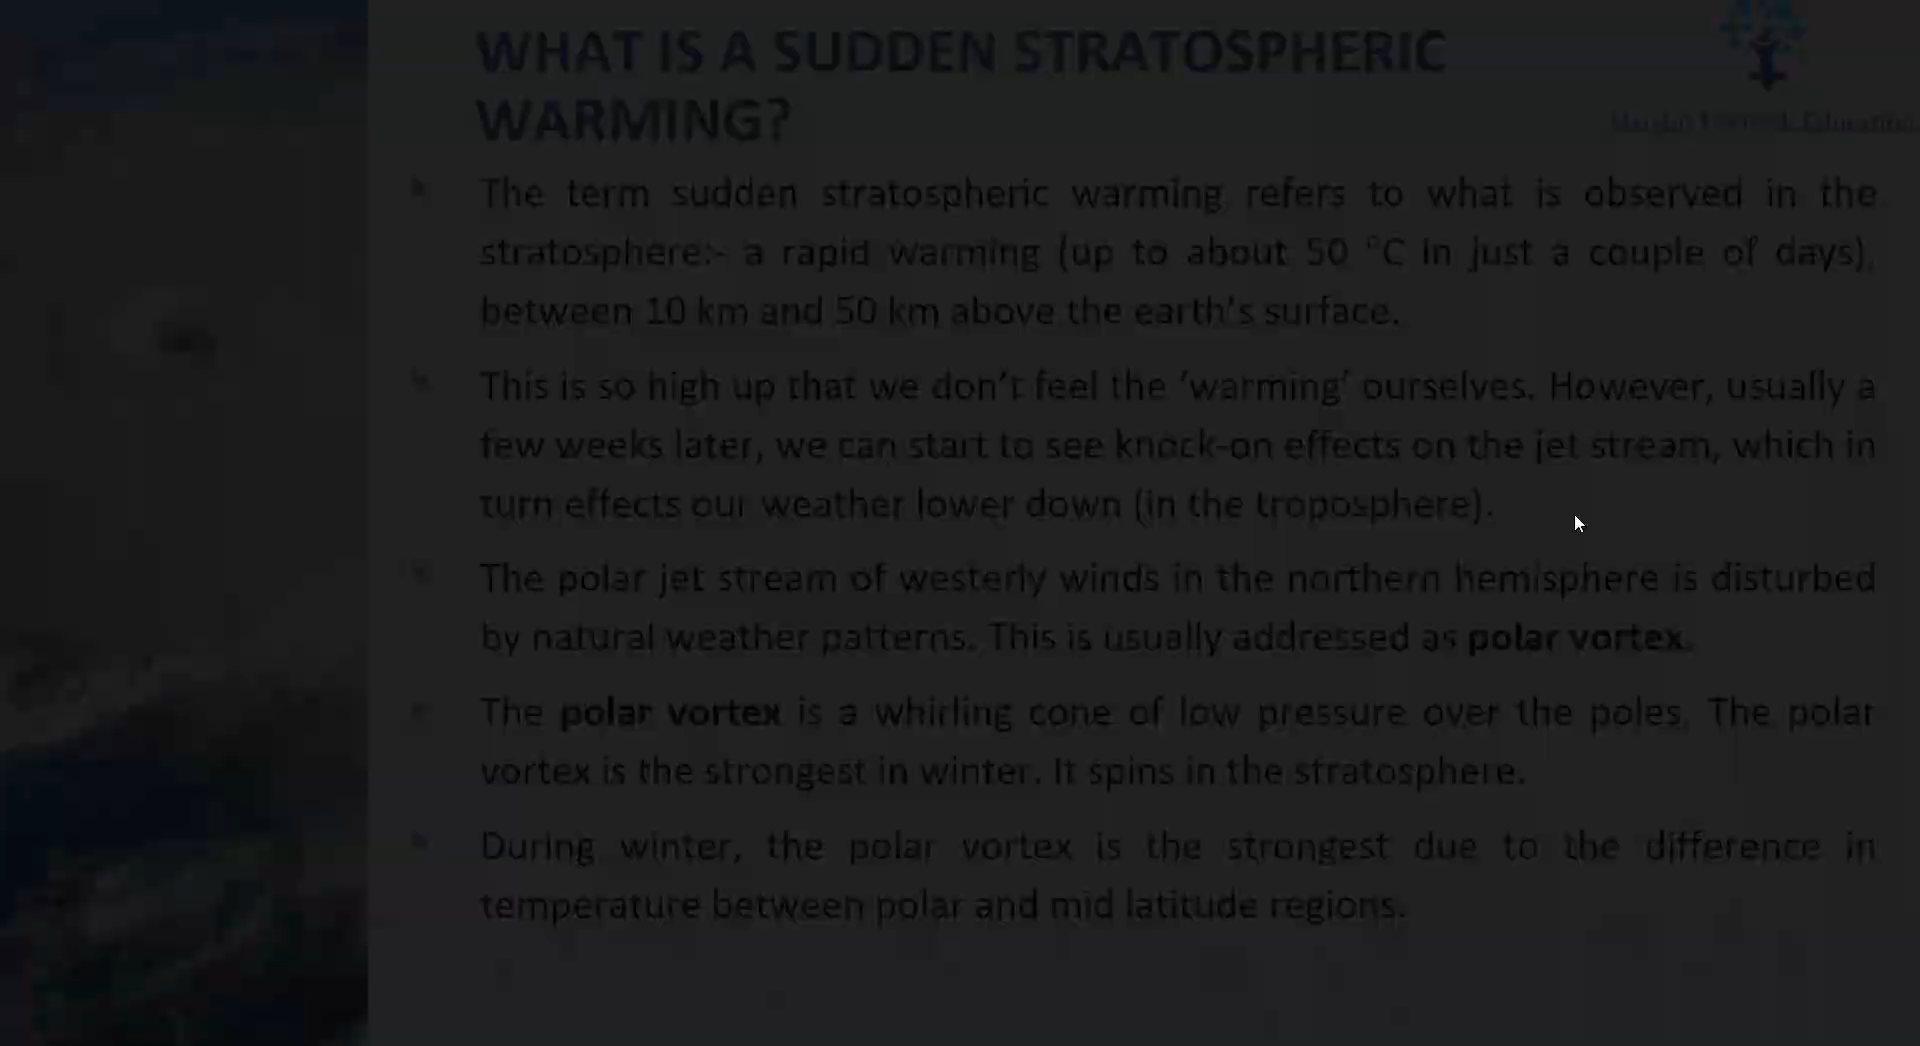 WHAT IS A SUDDEN STRATOSPHERIC
WARMING?
The term sudden stratospheric warming refers to what is observed in the
stratosphere:- a rapid warming (up to about 50 °C in just a couple of days),
between 10 km and 50 km above the earth's surface.
This is so high up that we don't feel the 'warming' ourselves. However, usually a
few weeks later, we can start to see knock-on effects on the jet stream, which in
turn effects our weather lower down (in the troposphere).
The polar jet stream of westerly winds in the northern hemisphere is disturbed
by natural weather patterns. This is usually addressed as polar vortex.
The polar vortex is a whirling cone of low pressure over the poles. The polar
vortex is the strongest in winter. It spins in the stratosphere.
During winter, the polar vortex is the strongest due to the difference in
temperature between polar and mid latitude regions.